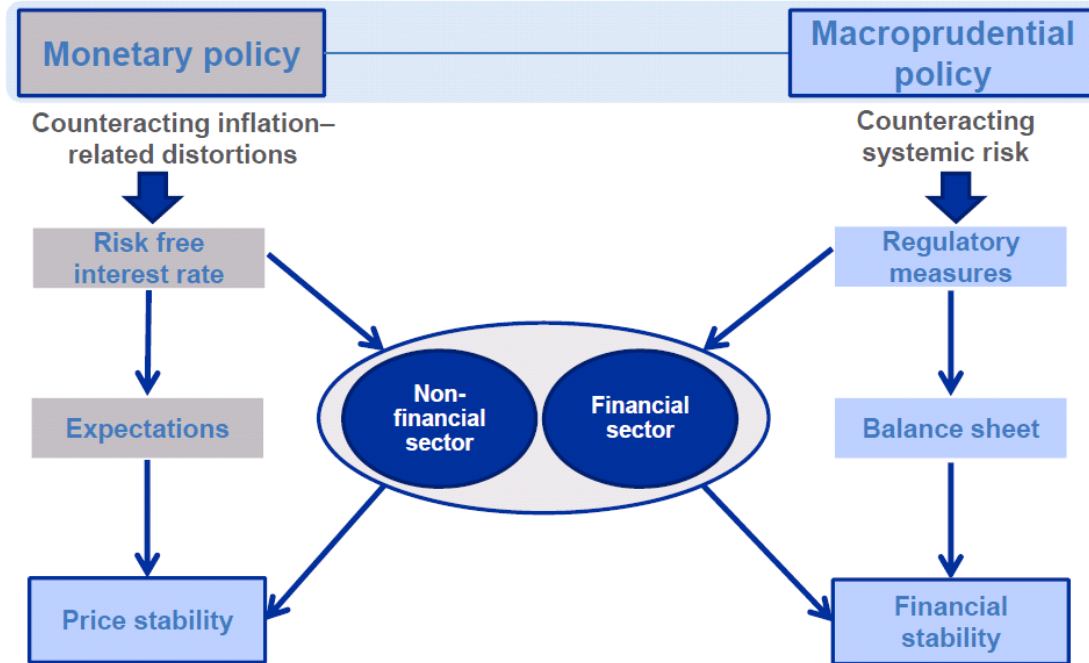 Monetary policy
Macroprudential
policy
Counteracting inflation–
related distortions
Counteracting
systemic risk
Risk free
interest rate
Regulatory
measures
Non-
financial
sector
Financial
sector
Expectations
Balance sheet
Price stability
Financial
stability